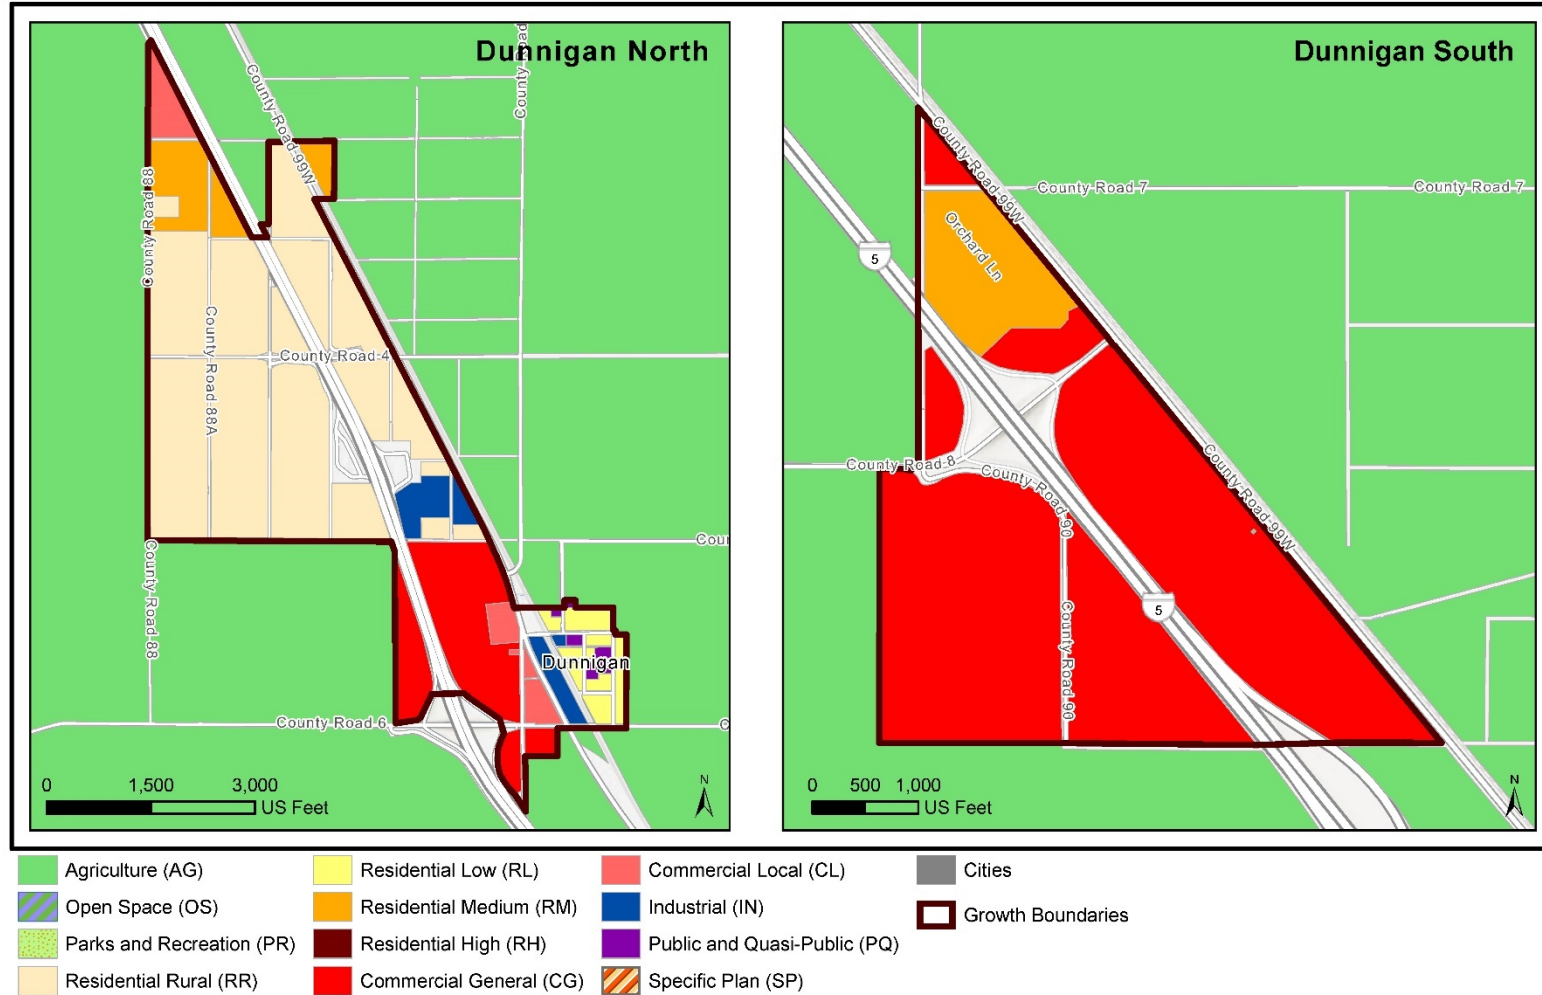 Dunnigan North
County Road
County Road 99W
County Road 88
County Road 88A
County Road 4
Cour
Dunnigan
County Road 88
County Road 6
C
0 1,500 3,000
US Feet
N
Dunnigan South
County Road 99W
County Road 7
County Road 7
Orchard Ln
5
County Road 8
County Road 90
County Road 99W
5
County Road 90
0 500 1,000
US Feet
N
Agriculture (AG)
Open Space (OS)
Parks and Recreation (PR)
Residential Rural (RR)
Residential Low (RL)
Residential Medium (RM)
Residential High (RH)
Commercial General (CG)
Commercial Local (CL)
Industrial (IN)
Public and Quasi-Public (PQ)
Specific Plan (SP)
Cities
Growth Boundaries